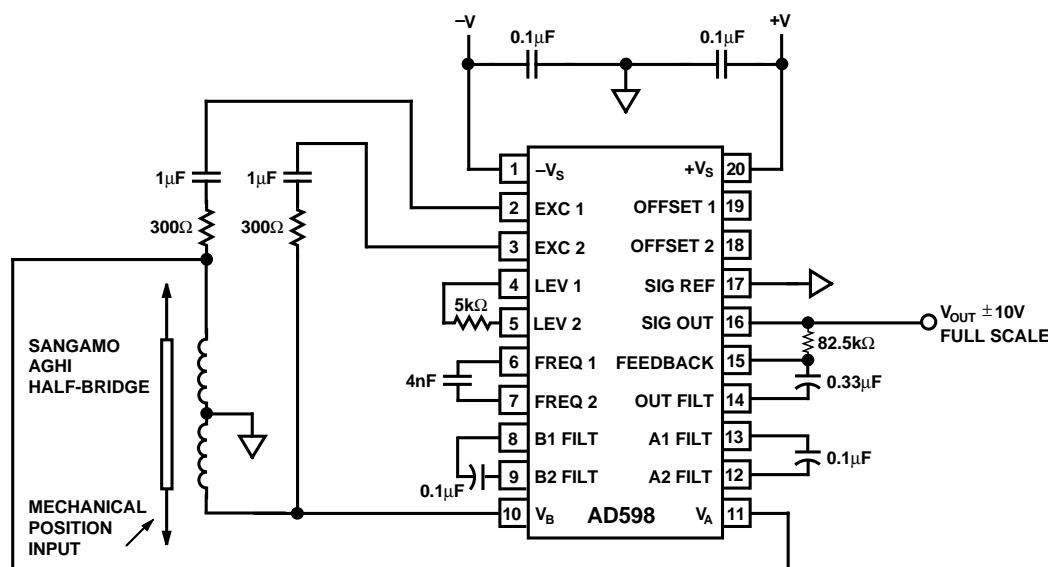 –V
+V
0.1µF
0.1µF
1µF
1µF
300Ω
300Ω
5kΩ
4nF
0.1µF
SANGAMO
AGHI
HALF-BRIDGE
MECHANICAL
POSITION
INPUT
1 –VS
+VS 20
2 EXC 1
OFFSET 1 19
3 EXC 2
OFFSET 2 18
4 LEV 1
SIG REF 17
5 LEV 2
SIG OUT 16
6 FREQ 1
FEEDBACK 15
7 FREQ 2
OUT FILT 14
8 B1 FILT
A1 FILT 13
9 B2 FILT
A2 FILT 12
10 VB
AD598
VA 11
VOUT ±10V
FULL SCALE
82.5kΩ
0.33µF
0.1µF